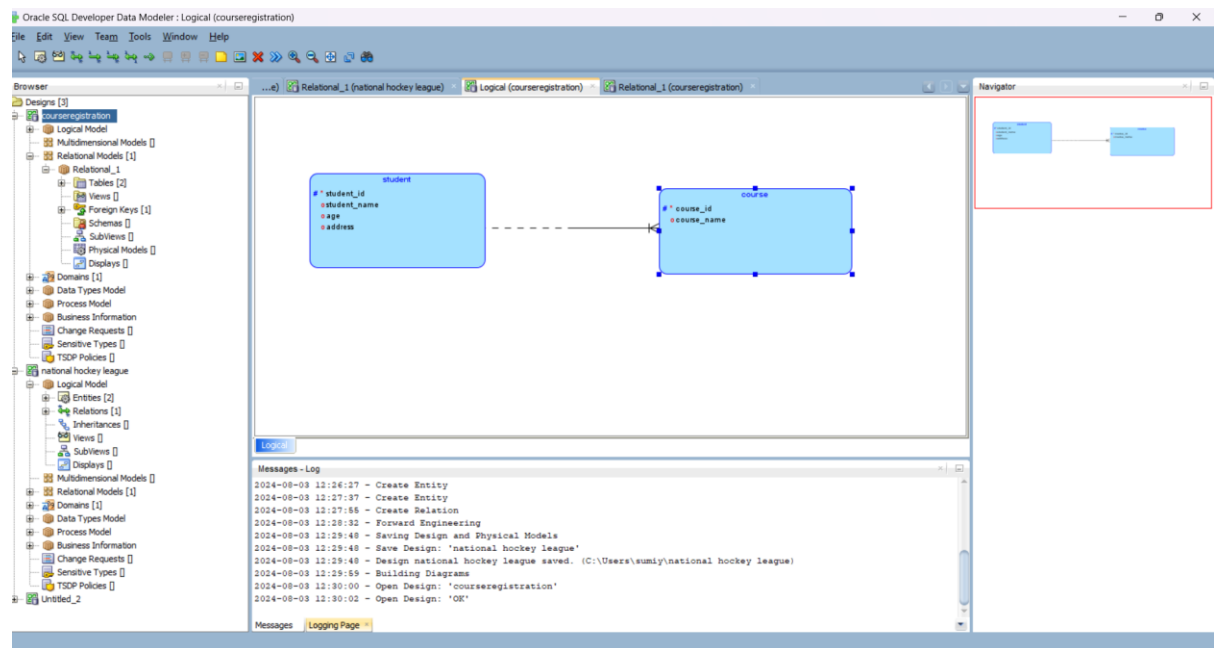 Oracle SQL Developer Data Modeler : Logical (courseregistration)
File Edit View Team Tools Window Help
Browser
Designs [3]
courseregistration
Logical Model
Multidimensional Models []
Relational Models [1]
Relational_1
Tables [2]
Views []
Foreign Keys [1]
Schemas []
SubViews []
Physical Models []
Displays []
Domains [1]
Data Types Model
Process Model
Business Information
Change Requests []
Sensitive Types []
TSDP Policies []
national hockey league
Logical Model
Entities [2]
Relations [1]
Inheritances []
Views []
SubViews []
Displays []
Multidimensional Models []
Relational Models [1]
Domains [1]
Data Types Model
Process Model
Business Information
Change Requests []
Sensitive Types []
TSDP Policies []
Untitled_2
...e) Relational_1 (national hockey league) Logical (courseregistration) Relational_1 (courseregistration)
student
# * student_id
o student_name
o age
o address
course
# * course_id
o course_name
Logical
Messages - Log
2024-08-03 12:26:27 - Create Entity
2024-08-03 12:27:37 - Create Entity
2024-08-03 12:27:55 - Create Relation
2024-08-03 12:28:32 - Forward Engineering
2024-08-03 12:29:48 - Saving Design and Physical Models
2024-08-03 12:29:48 - Save Design: 'national hockey league'
2024-08-03 12:29:48 - Design national hockey league saved. (C:\Users\sumiy\national hockey league)
2024-08-03 12:29:59 - Building Diagrams
2024-08-03 12:30:00 - Open Design: 'courseregistration'
2024-08-03 12:30:02 - Open Design: 'OK'
Messages Logging Page
Navigator